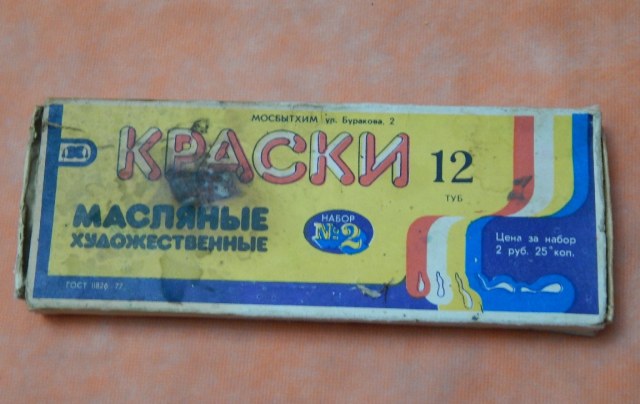 МОСБЫТХИМ ул. Буракова, 2
КРАСКИ
12
ТУБ
МАСЛЯНЫЕ
ХУДОЖЕСТВЕННЫЕ
НАБОР
№2
Цена за набор
2 руб. 25 коп.
ГОСТ 11826-77